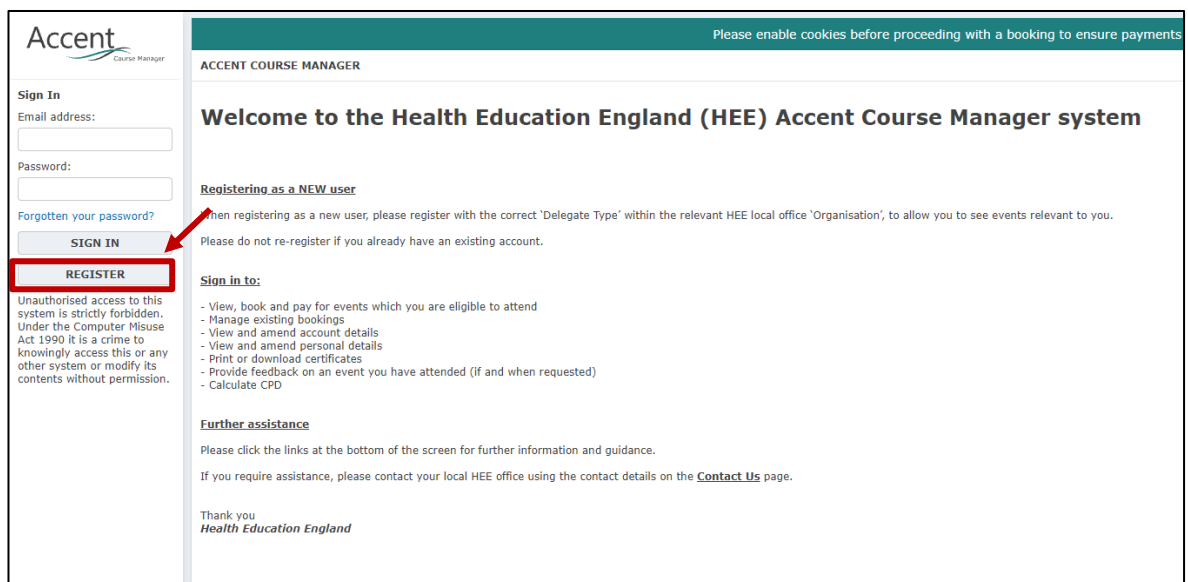 Accent
Course Manager
Sign In
Email address:
Password:
Forgotten your password?
SIGN IN
REGISTER
Unauthorised access to this
system is strictly forbidden.
Under the Computer Misuse
Act 1990 it is a crime to
knowingly access this or any
other system or modify its
contents without permission.
Please enable cookies before proceeding with a booking to ensure payments
ACCENT COURSE MANAGER
Welcome to the Health Education England (HEE) Accent Course Manager system
Registering as a NEW user
When registering as a new user, please register with the correct 'Delegate Type' within the relevant HEE local office 'Organisation', to allow you to see events relevant to you.
Please do not re-register if you already have an existing account.
Sign in to:
- View, book and pay for events which you are eligible to attend
- Manage existing bookings
- View and amend account details
- View and amend personal details
- Print or download certificates
- Provide feedback on an event you have attended (if and when requested)
- Calculate CPD
Further assistance
Please click the links at the bottom of the screen for further information and guidance.
If you require assistance, please contact your local HEE office using the contact details on the Contact Us page.
Thank you
Health Education England